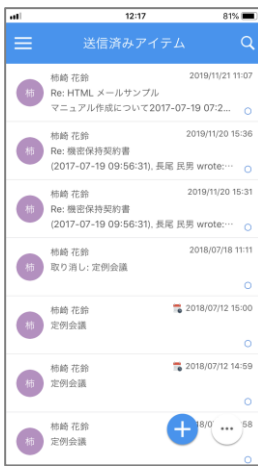 12:17
81%
送信済みアイテム
柿
柿崎 花鈴
2019/11/21 11:07
Re: HTML メールサンプル
マニュアル作成について2017-07-19 07:2...
柿
柿崎 花鈴
2019/11/20 15:36
Re: 機密保持契約書
(2017-07-19 09:56:31), 長尾 民男 wrote:…
柿
柿崎 花鈴
2019/11/20 15:31
Re: 機密保持契約書
(2017-07-19 09:56:31), 長尾 民男 wrote:…
柿
柿崎 花鈴
2018/07/18 11:11
取り消し: 定例会議
柿
柿崎 花鈴
2018/07/12 15:00
定例会議
柿
柿崎 花鈴
2018/07/12 14:59
定例会議
柿
柿崎 花鈴
58
定例会議